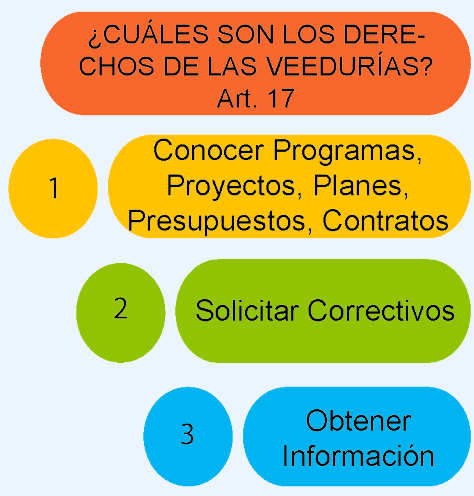 ¿CUÁLES SON LOS DERE-
CHOS DE LAS VEEDURÍAS?
Art. 17
1
Conocer Programas,
Proyectos, Planes,
Presupuestos, Contratos
2
Solicitar Correctivos
3
Obtener
Información